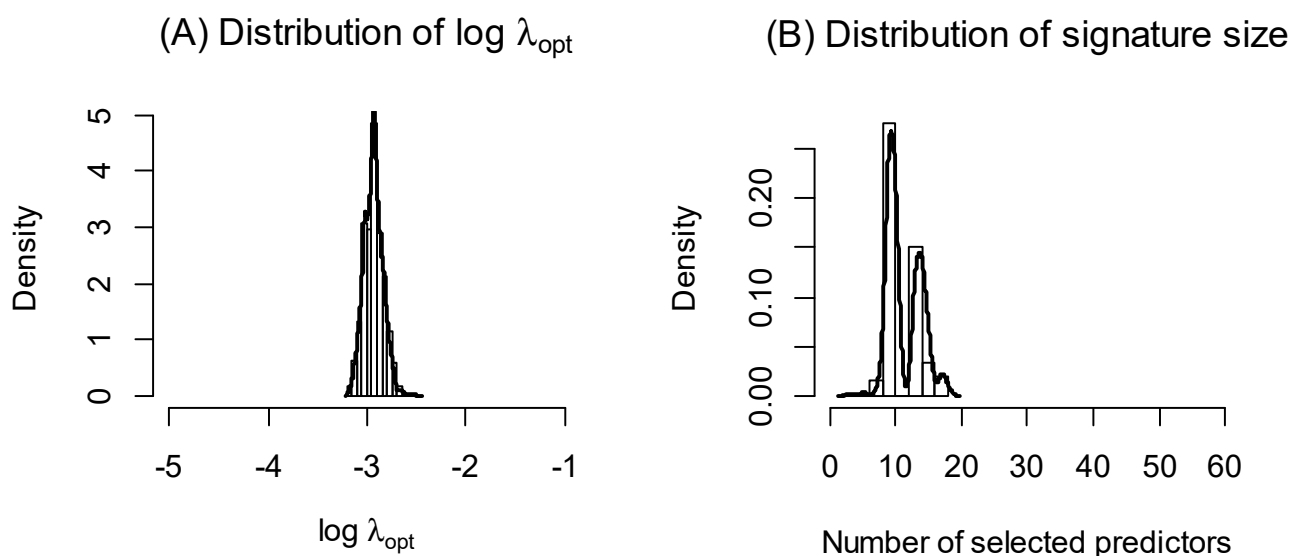 (A) Distribution of log λopt
Density
0 1 2 3 4 5
-5 -4 -3 -2 -1
log λopt
(B) Distribution of signature size
Density
0.00 0.10 0.20
0 10 20 30 40 50 60
Number of selected predictors